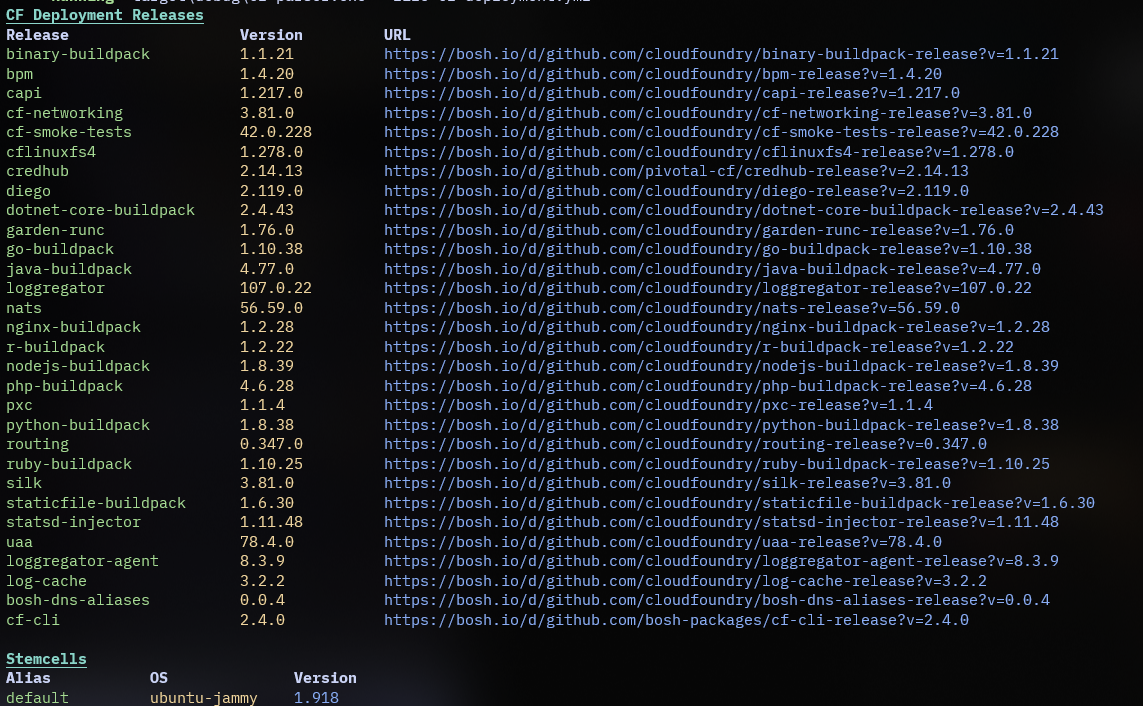 CF Deployment Releases
Release Version URL
binary-buildpack 1.1.21 https://bosh.io/d/github.com/cloudfoundry/binary-buildpack-release?v=1.1.21
bpm 1.4.20 https://bosh.io/d/github.com/cloudfoundry/bpm-release?v=1.4.20
capi 1.217.0 https://bosh.io/d/github.com/cloudfoundry/capi-release?v=1.217.0
cf-networking 3.81.0 https://bosh.io/d/github.com/cloudfoundry/cf-networking-release?v=3.81.0
cf-smoke-tests 42.0.228 https://bosh.io/d/github.com/cloudfoundry/cf-smoke-tests-release?v=42.0.228
cflinuxfs4 1.278.0 https://bosh.io/d/github.com/cloudfoundry/cflinuxfs4-release?v=1.278.0
credhub 2.14.13 https://bosh.io/d/github.com/pivotal-cf/credhub-release?v=2.14.13
diego 2.119.0 https://bosh.io/d/github.com/cloudfoundry/diego-release?v=2.119.0
dotnet-core-buildpack 2.4.43 https://bosh.io/d/github.com/cloudfoundry/dotnet-core-buildpack-release?v=2.4.43
garden-runc 1.76.0 https://bosh.io/d/github.com/cloudfoundry/garden-runc-release?v=1.76.0
go-buildpack 1.10.38 https://bosh.io/d/github.com/cloudfoundry/go-buildpack-release?v=1.10.38
java-buildpack 4.77.0 https://bosh.io/d/github.com/cloudfoundry/java-buildpack-release?v=4.77.0
loggregator 107.0.22 https://bosh.io/d/github.com/cloudfoundry/loggregator-release?v=107.0.22
nats 56.59.0 https://bosh.io/d/github.com/cloudfoundry/nats-release?v=56.59.0
nginx-buildpack 1.2.28 https://bosh.io/d/github.com/cloudfoundry/nginx-buildpack-release?v=1.2.28
r-buildpack 1.2.22 https://bosh.io/d/github.com/cloudfoundry/r-buildpack-release?v=1.2.22
nodejs-buildpack 1.8.39 https://bosh.io/d/github.com/cloudfoundry/nodejs-buildpack-release?v=1.8.39
php-buildpack 4.6.28 https://bosh.io/d/github.com/cloudfoundry/php-buildpack-release?v=4.6.28
pxc 1.1.4 https://bosh.io/d/github.com/cloudfoundry/pxc-release?v=1.1.4
python-buildpack 1.8.38 https://bosh.io/d/github.com/cloudfoundry/python-buildpack-release?v=1.8.38
routing 0.347.0 https://bosh.io/d/github.com/cloudfoundry/routing-release?v=0.347.0
ruby-buildpack 1.10.25 https://bosh.io/d/github.com/cloudfoundry/ruby-buildpack-release?v=1.10.25
silk 3.81.0 https://bosh.io/d/github.com/cloudfoundry/silk-release?v=3.81.0
staticfile-buildpack 1.6.30 https://bosh.io/d/github.com/cloudfoundry/staticfile-buildpack-release?v=1.6.30
statsd-injector 1.11.48 https://bosh.io/d/github.com/cloudfoundry/statsd-injector-release?v=1.11.48
uaa 78.4.0 https://bosh.io/d/github.com/cloudfoundry/uaa-release?v=78.4.0
loggregator-agent 8.3.9 https://bosh.io/d/github.com/cloudfoundry/loggregator-agent-release?v=8.3.9
log-cache 3.2.2 https://bosh.io/d/github.com/cloudfoundry/log-cache-release?v=3.2.2
bosh-dns-aliases 0.0.4 https://bosh.io/d/github.com/cloudfoundry/bosh-dns-aliases-release?v=0.0.4
cf-cli 2.4.0 https://bosh.io/d/github.com/bosh-packages/cf-cli-release?v=2.4.0
Stemcells
Alias OS Version
default ubuntu-jammy 1.918